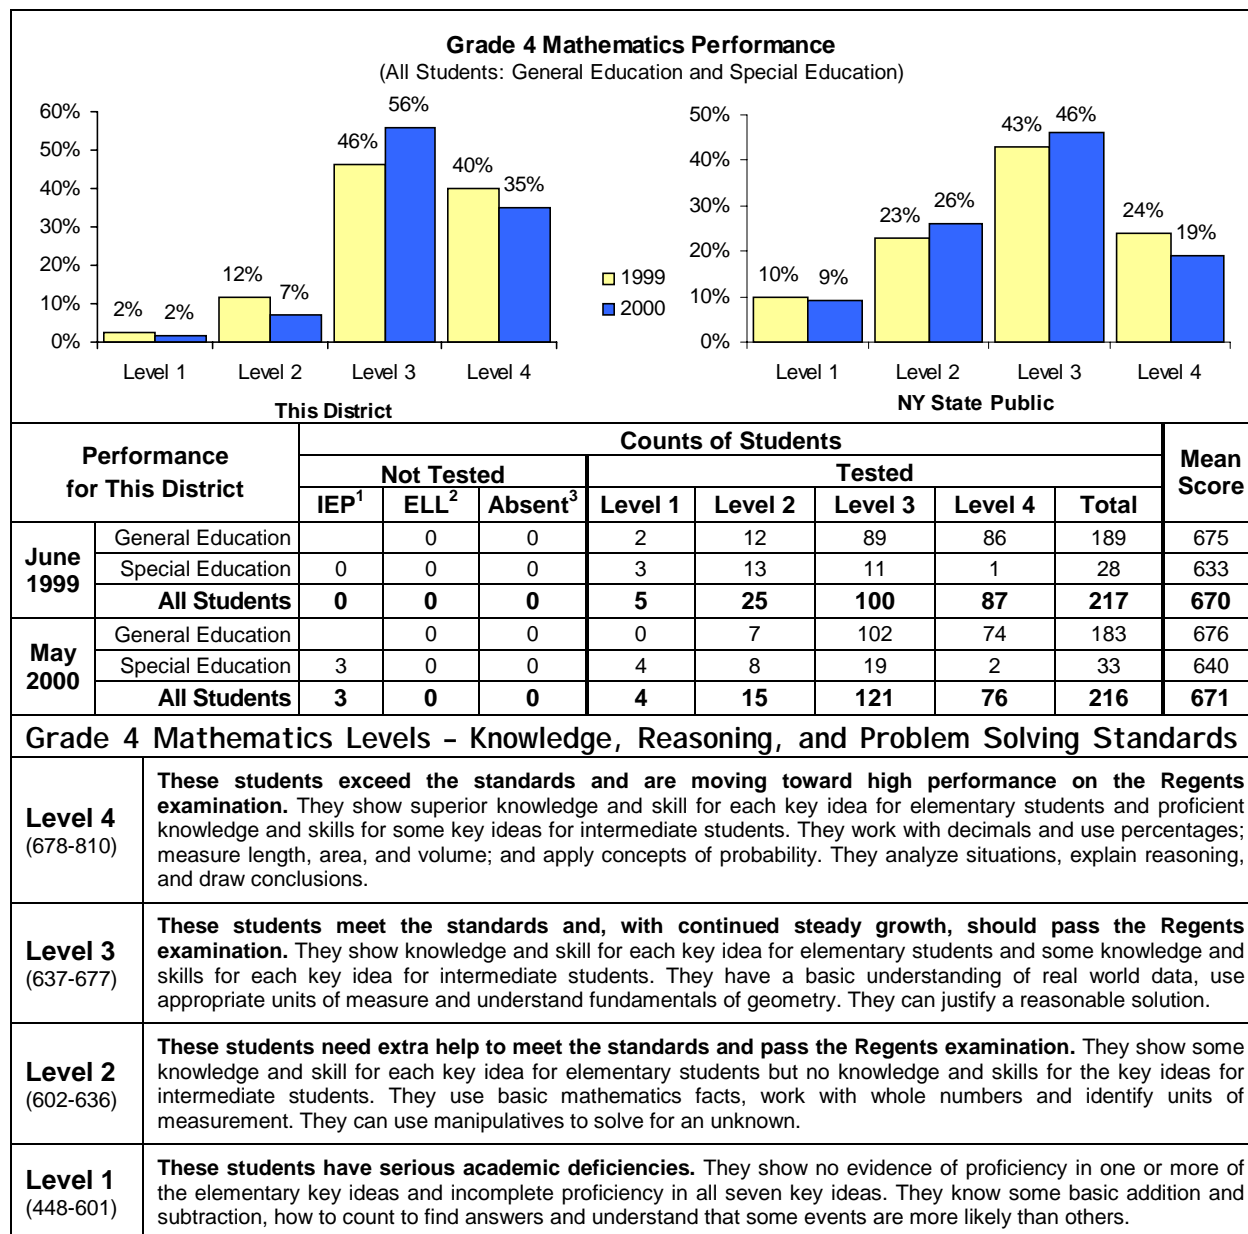 Grade 4 Mathematics Performance
(All Students: General Education and Special Education)
60%
50%
40%
30%
20%
10%
0%
2%
2%
12%
7%
46%
56%
40%
35%
Level 1
Level 2
Level 3
Level 4
This District
1999
2000
50%
40%
30%
20%
10%
0%
10%
9%
23%
26%
43%
46%
24%
19%
Level 1
Level 2
Level 3
Level 4
NY State Public
Performance
for This District
Counts of Students
Mean
Score
Not Tested
Tested
IEP1 ELL2 Absent3 Level 1 Level 2 Level 3 Level 4 Total
June
1999
General Education 0 0 2 12 89 86 189 675
Special Education 0 0 0 3 13 11 1 28 633
All Students 0 0 0 5 25 100 87 217 670
May
2000
General Education 0 0 0 7 102 74 183 676
Special Education 3 0 0 4 8 19 2 33 640
All Students 3 0 0 4 15 121 76 216 671
Grade 4 Mathematics Levels – Knowledge, Reasoning, and Problem Solving Standards
Level 4
(678-810)
These students exceed the standards and are moving toward high performance on the Regents
examination. They show superior knowledge and skill for each key idea for elementary students and proficient
knowledge and skills for some key ideas for intermediate students. They work with decimals and use percentages;
measure length, area, and volume; and apply concepts of probability. They analyze situations, explain reasoning,
and draw conclusions.
Level 3
(637-677)
These students meet the standards and, with continued steady growth, should pass the Regents
examination. They show knowledge and skill for each key idea for elementary students and some knowledge and
skills for each key idea for intermediate students. They have a basic understanding of real world data, use
appropriate units of measure and understand fundamentals of geometry. They can justify a reasonable solution.
Level 2
(602-636)
These students need extra help to meet the standards and pass the Regents examination. They show some
knowledge and skill for each key idea for elementary students but no knowledge and skills for the key ideas for
intermediate students. They use basic mathematics facts, work with whole numbers and identify units of
measurement. They can use manipulatives to solve for an unknown.
Level 1
(448-601)
These students have serious academic deficiencies. They show no evidence of proficiency in one or more of
the elementary key ideas and incomplete proficiency in all seven key ideas. They know some basic addition and
subtraction, how to count to find answers and understand that some events are more likely than others.